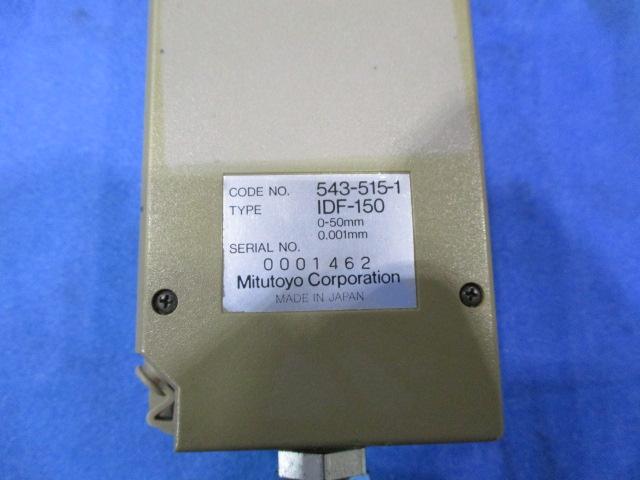 CODE NO. 543-515-1
TYPE IDF-150
0-50mm
0.001mm
SERIAL NO.
0001462
Mitutoyo Corporation
MADE IN JAPAN